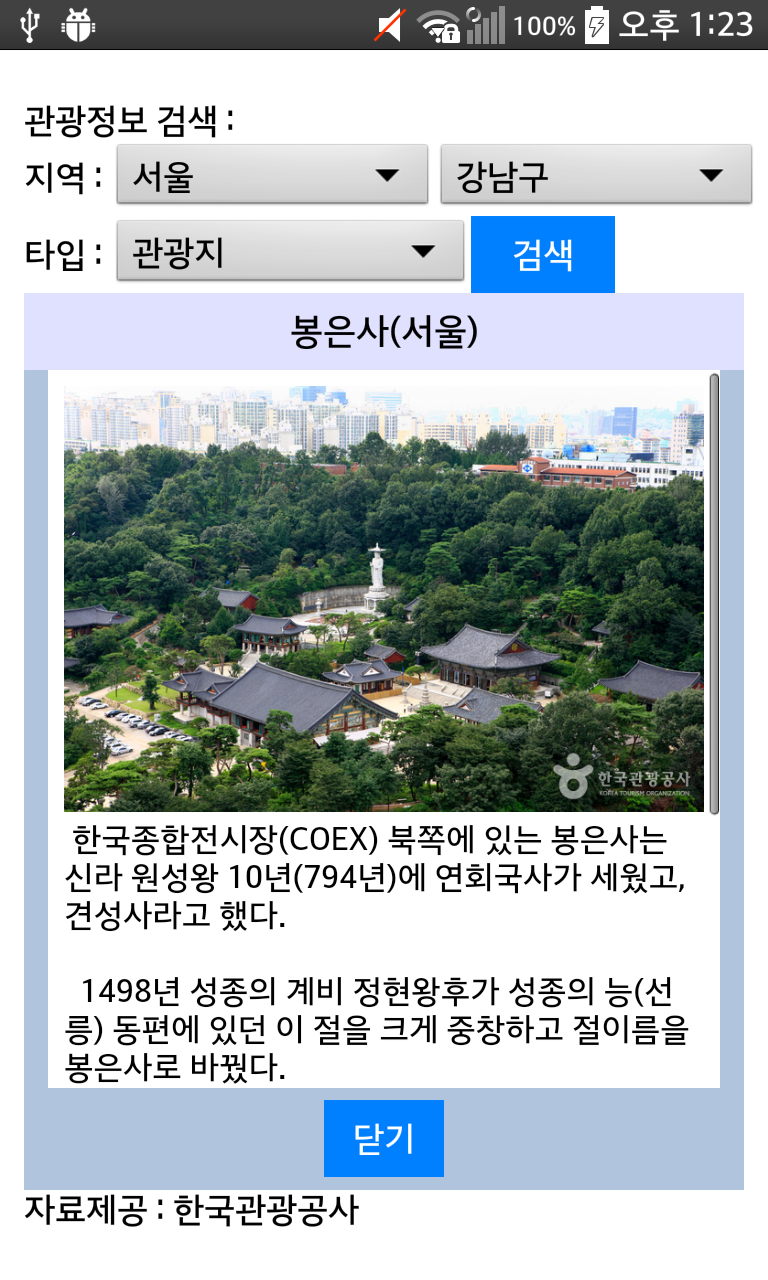 100% 오후 1:23
관광정보 검색 :
지역 : 서울 강남구
타입 : 관광지 검색
봉은사(서울)
한국관광공사
KOREA TOURISM ORGANIZATION
한국종합전시장(COEX) 북쪽에 있는 봉은사는
신라 원성왕 10년(794년)에 연회국사가 세웠고,
견성사라고 했다.
1498년 성종의 계비 정현왕후가 성종의 능(선
릉) 동편에 있던 이 절을 크게 중창하고 절이름을
봉은사로 바꿨다.
닫기
자료제공 : 한국관광공사